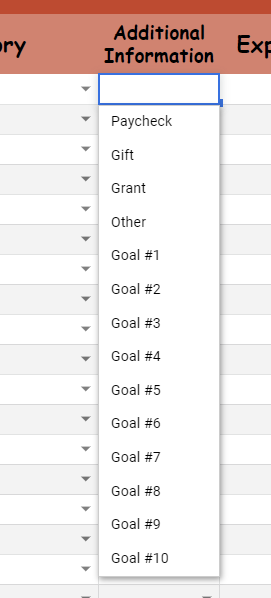 ory
Additional
Information
Exp
Paycheck
Gift
Grant
Other
Goal #1
Goal #2
Goal #3
Goal #4
Goal #5
Goal #6
Goal #7
Goal #8
Goal #9
Goal #10